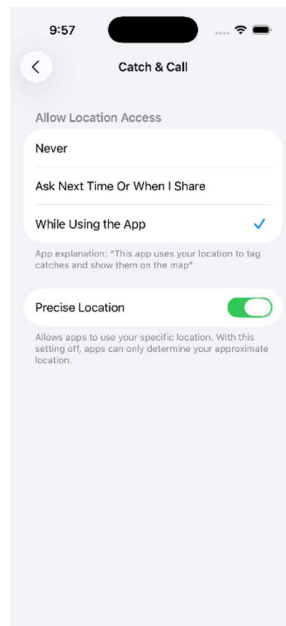 9:57
Catch & Call
Allow Location Access
Never
Ask Next Time Or When I Share
While Using the App
App explanation: "This app uses your location to tag
catches and show them on the map"
Precise Location
Allows apps to use your specific location. With this
setting off, apps can only determine your approximate
location.